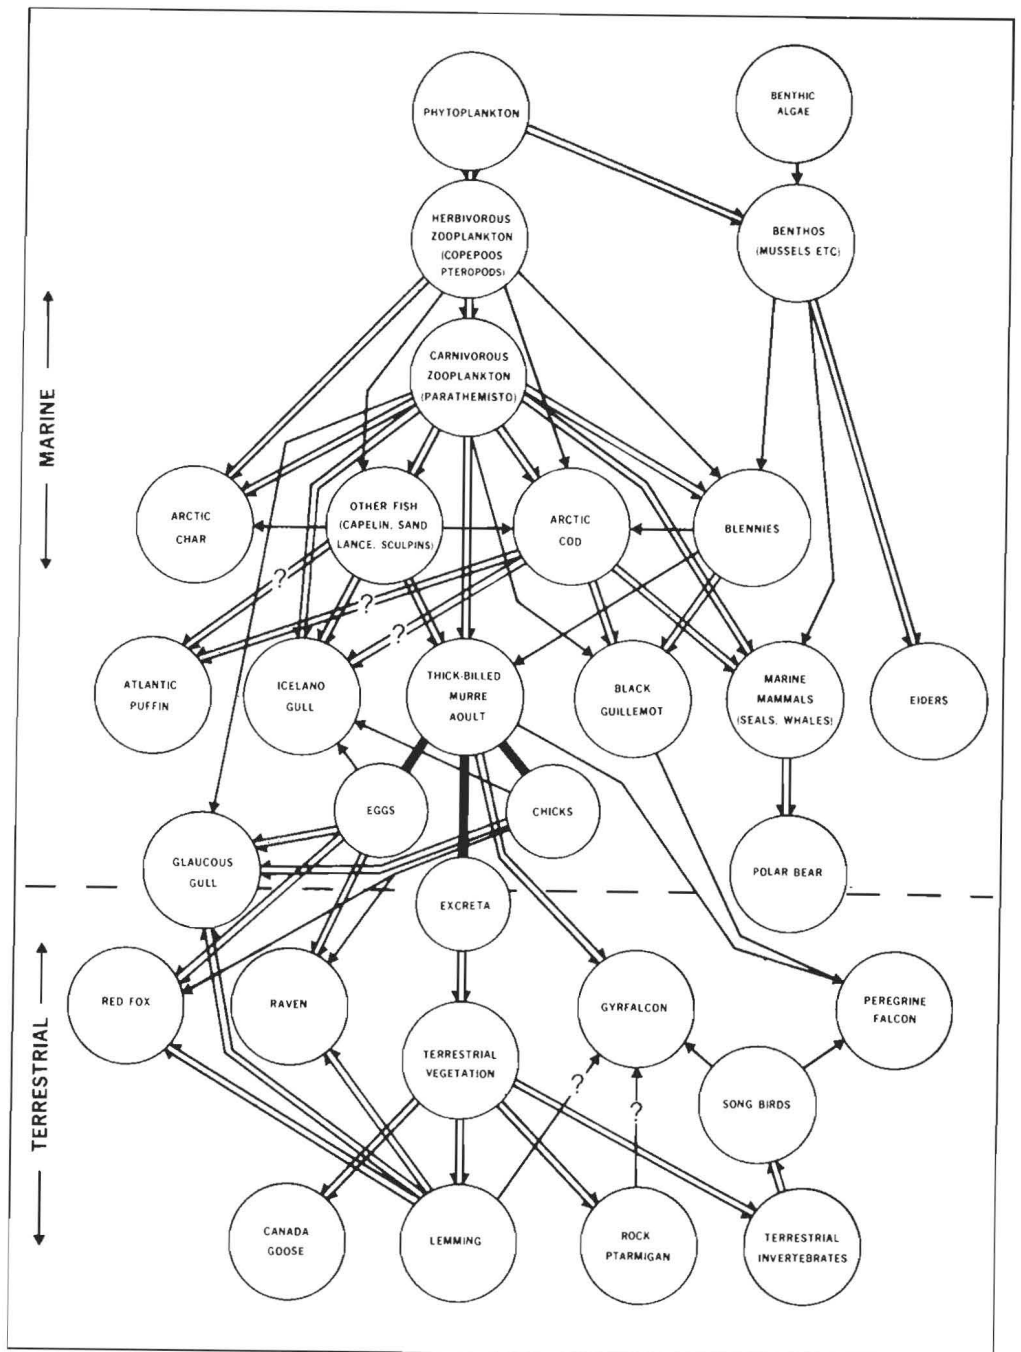 PHYTOPLANKTON
BENTHIC
ALGAE
HERBIVOROUS
ZOOPLANKTON
(COPEPOOS
PTEROPODS)
BENTHOS
(MUSSELS ETC)
CARNIVOROUS
ZOOPLANKTON
(PARATHEMISTO)
MARINE
ARCTIC
CHAR
OTHER FISH
(CAPELIN, SAND
LANCE, SCULPINS)
ARCTIC
COD
BLENNIES
?
?
?
ATLANTIC
PUFFIN
ICELANO
GULL
THICK-BILLED
MURRE
AOULT
BLACK
GUILLEMOT
MARINE
MAMMALS
(SEALS, WHALES)
EIDERS
EGGS
CHICKS
GLAUCOUS
GULL
POLAR BEAR
EXCRETA
RED FOX
RAVEN
GYRFALCON
PEREGRINE
FALCON
TERRESTRIAL
TERRESTRIAL
VEGETATION
?
?
SONG BIRDS
CANADA
GOOSE
LEMMING
ROCK
PTARMIGAN
TERRESTRIAL
INVERTEBRATES